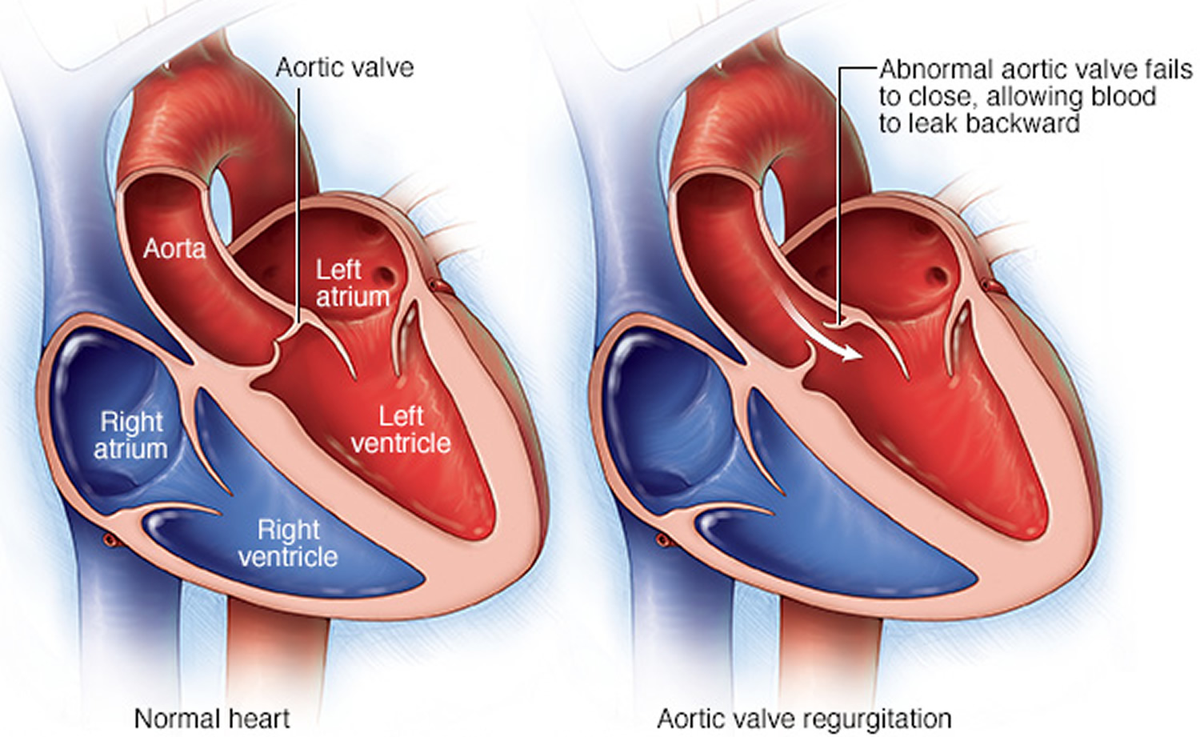 Aortic valve
Aorta
Left
atrium
Right
atrium
Left
ventricle
Right
ventricle
Normal heart
Abnormal aortic valve fails
to close, allowing blood
to leak backward
Aortic valve regurgitation